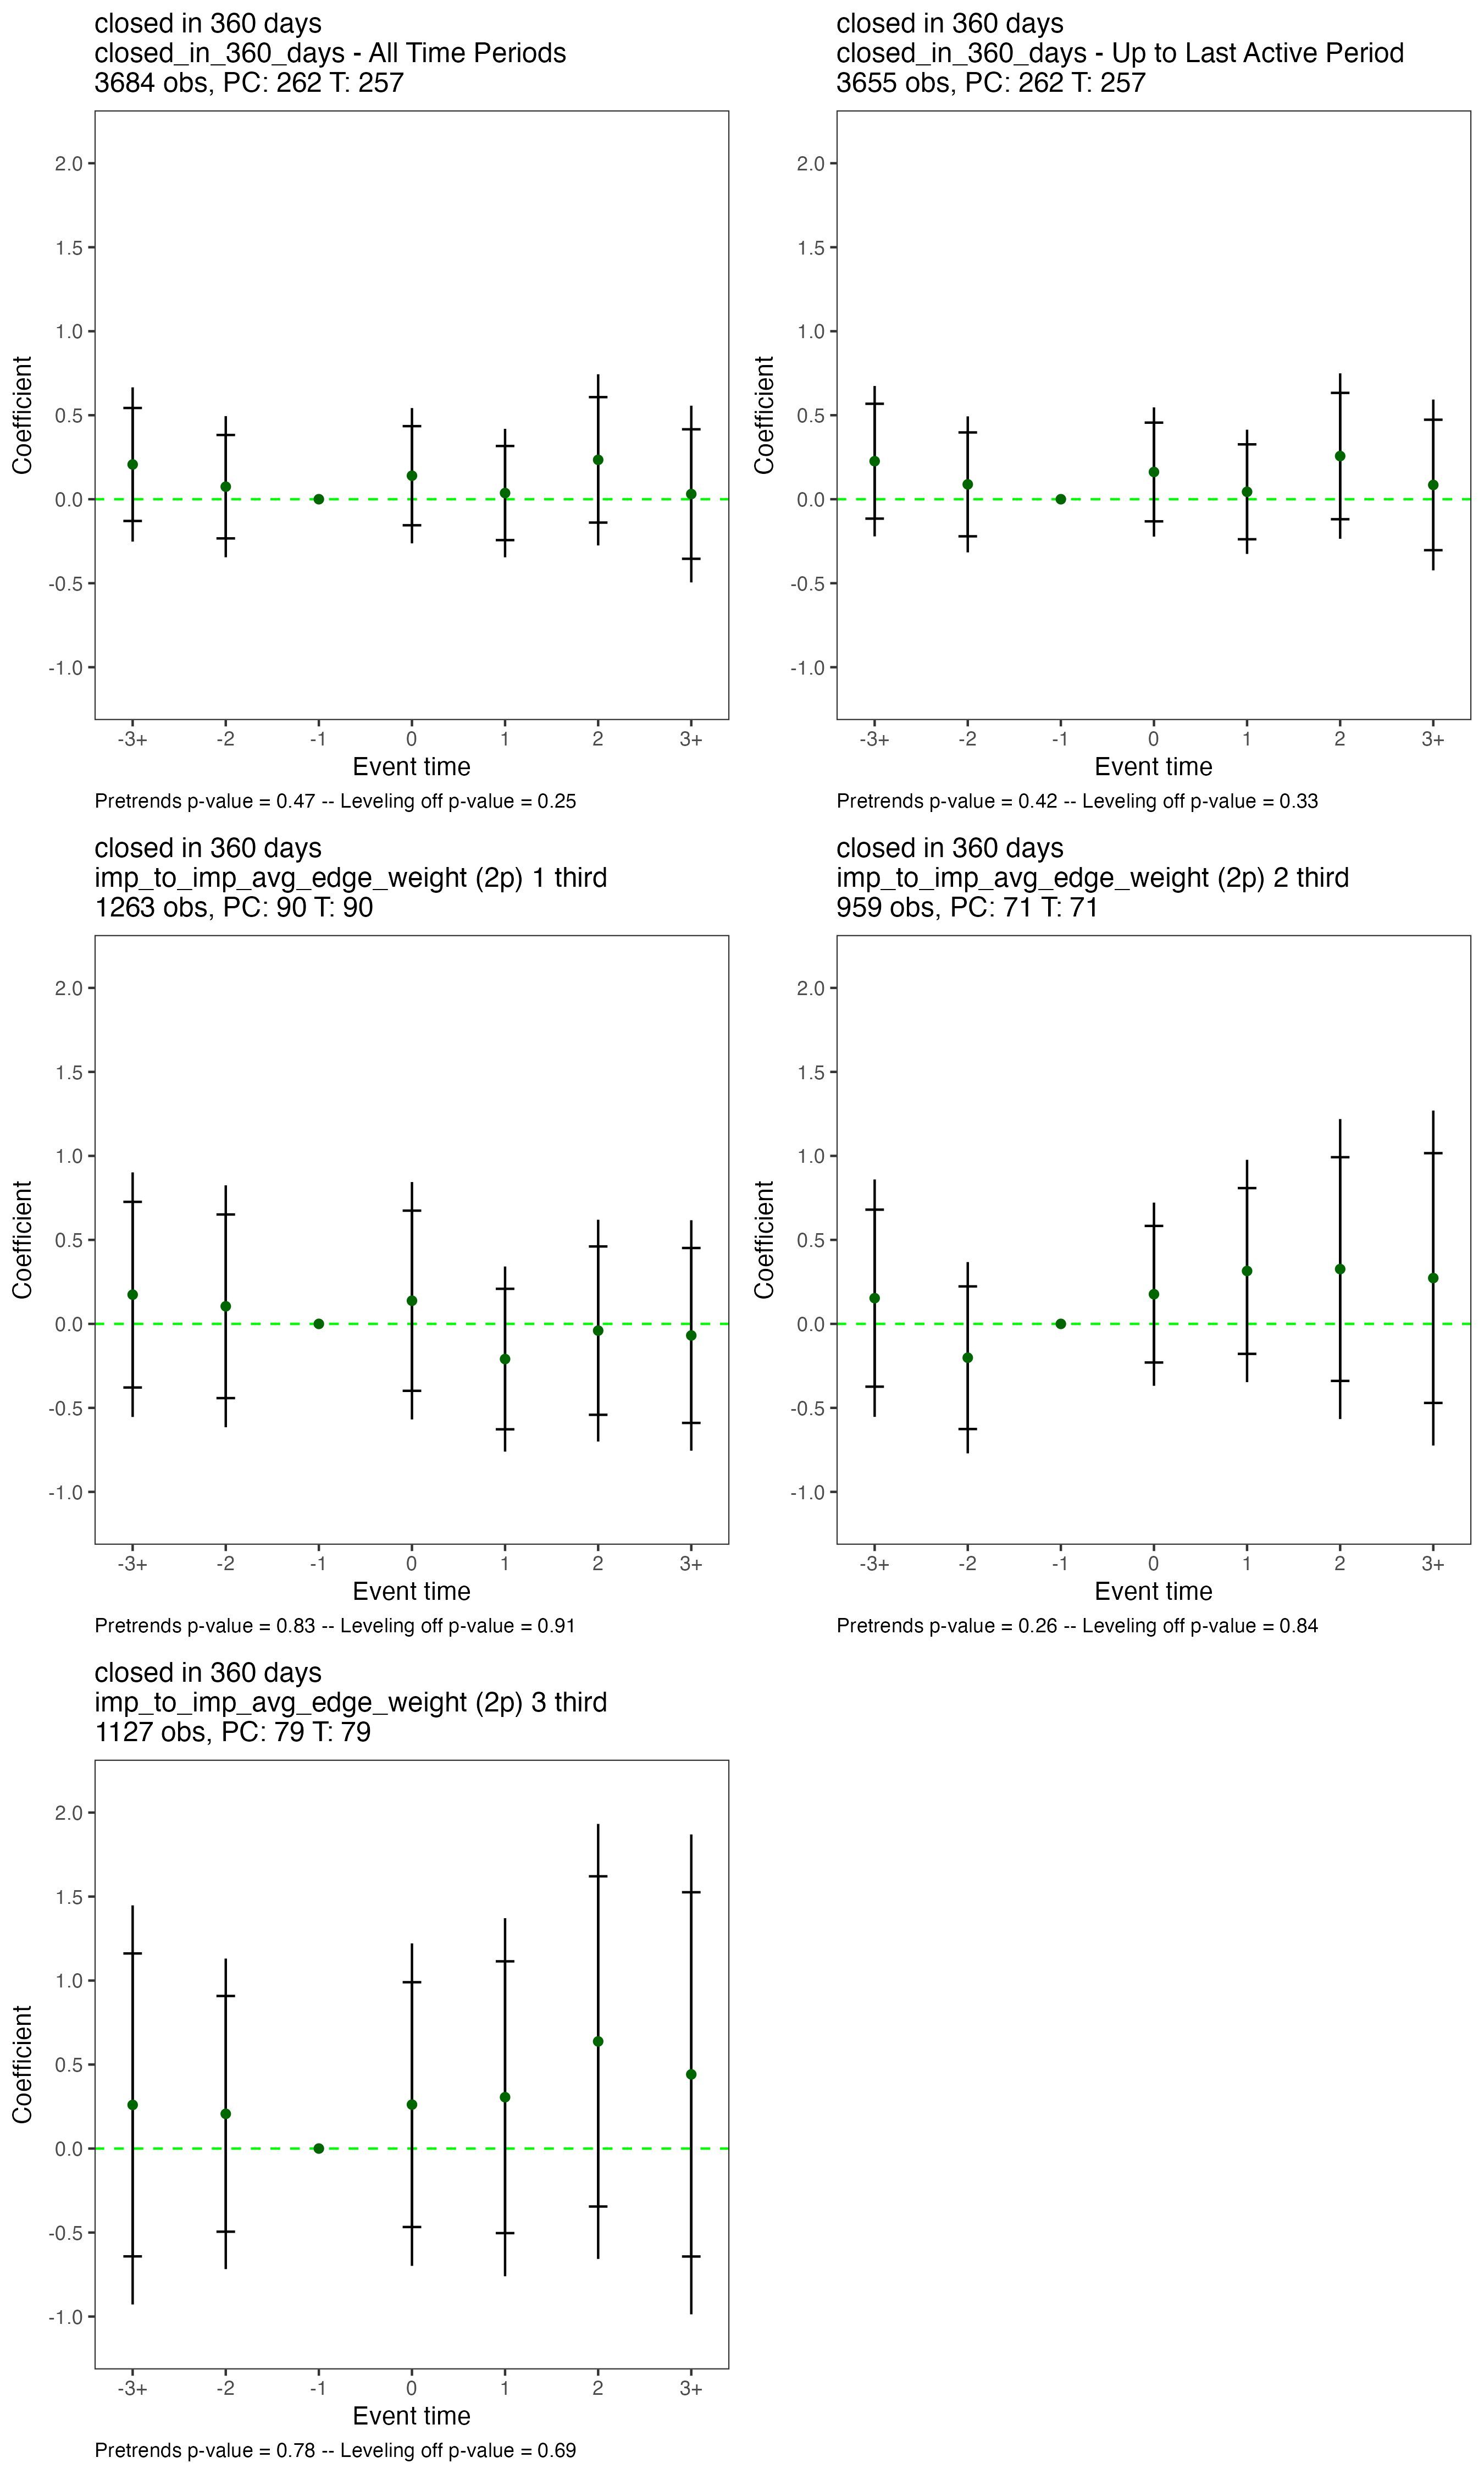 closed in 360 days
closed_in_360_days - All Time Periods
3684 obs, PC: 262 T: 257
2.0
1.5
1.0
0.5
0.0
-0.5
-1.0
Coefficient
-3+ -2 -1 0 1 2 3+
Event time
Pretrends p-value = 0.47 -- Leveling off p-value = 0.25
closed in 360 days
closed_in_360_days - Up to Last Active Period
3655 obs, PC: 262 T: 257
2.0
1.5
1.0
0.5
0.0
-0.5
-1.0
Coefficient
-3+ -2 -1 0 1 2 3+
Event time
Pretrends p-value = 0.42 -- Leveling off p-value = 0.33
closed in 360 days
imp_to_imp_avg_edge_weight (2p) 1 third
1263 obs, PC: 90 T: 90
2.0
1.5
1.0
0.5
0.0
-0.5
-1.0
Coefficient
-3+ -2 -1 0 1 2 3+
Event time
Pretrends p-value = 0.83 -- Leveling off p-value = 0.91
closed in 360 days
imp_to_imp_avg_edge_weight (2p) 2 third
959 obs, PC: 71 T: 71
2.0
1.5
1.0
0.5
0.0
-0.5
-1.0
Coefficient
-3+ -2 -1 0 1 2 3+
Event time
Pretrends p-value = 0.26 -- Leveling off p-value = 0.84
closed in 360 days
imp_to_imp_avg_edge_weight (2p) 3 third
1127 obs, PC: 79 T: 79
2.0
1.5
1.0
0.5
0.0
-0.5
-1.0
Coefficient
-3+ -2 -1 0 1 2 3+
Event time
Pretrends p-value = 0.78 -- Leveling off p-value = 0.69